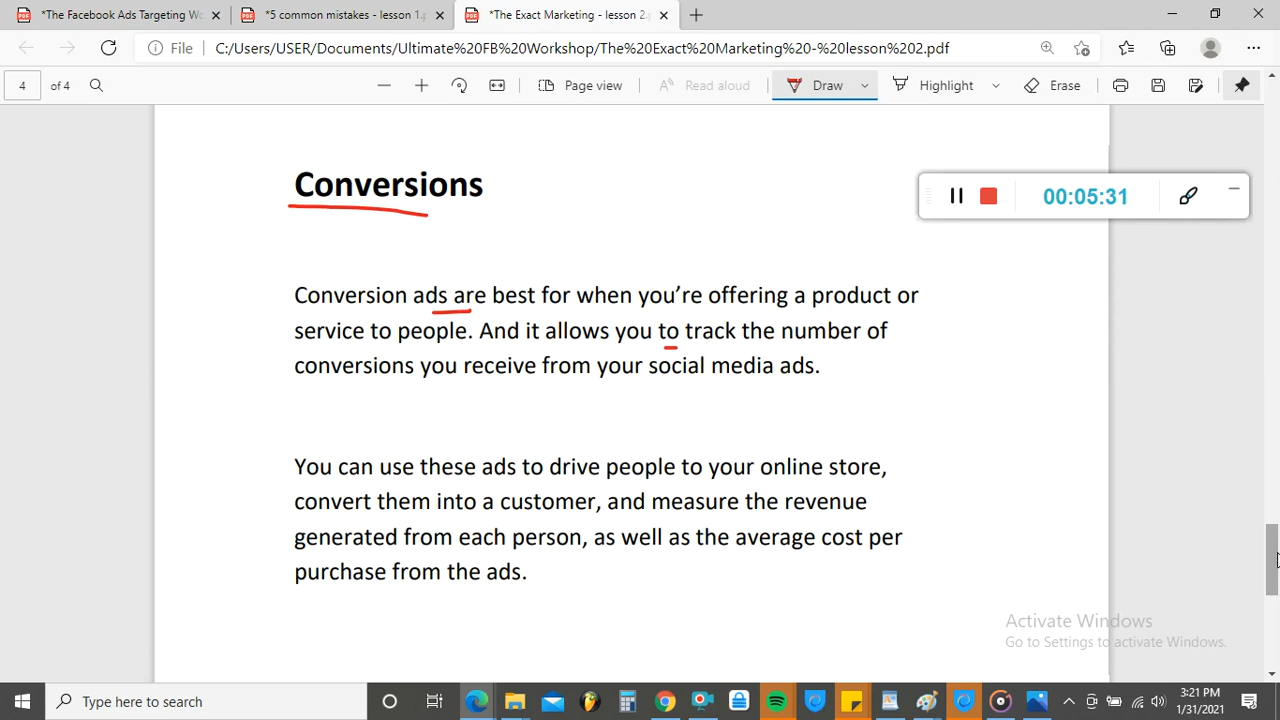 *The Facebook Ads Targeting Wo
*5 common mistakes - lesson 1.p
*The Exact Marketing - lesson 2.
File
C:/Users/USER/Documents/Ultimate%20FB%20Workshop/The%20Exact%20Marketing%20-%20lesson%202.pdf
4 of 4
Page view
Read aloud
Draw
Highlight
Erase
Conversions
00:05:31
Conversion ads are best for when you’re offering a product or
service to people. And it allows you to track the number of
conversions you receive from your social media ads.
You can use these ads to drive people to your online store,
convert them into a customer, and measure the revenue
generated from each person, as well as the average cost per
purchase from the ads.
Activate Windows
Go to Settings to activate Windows.
Type here to search
3:21 PM
1/31/2021